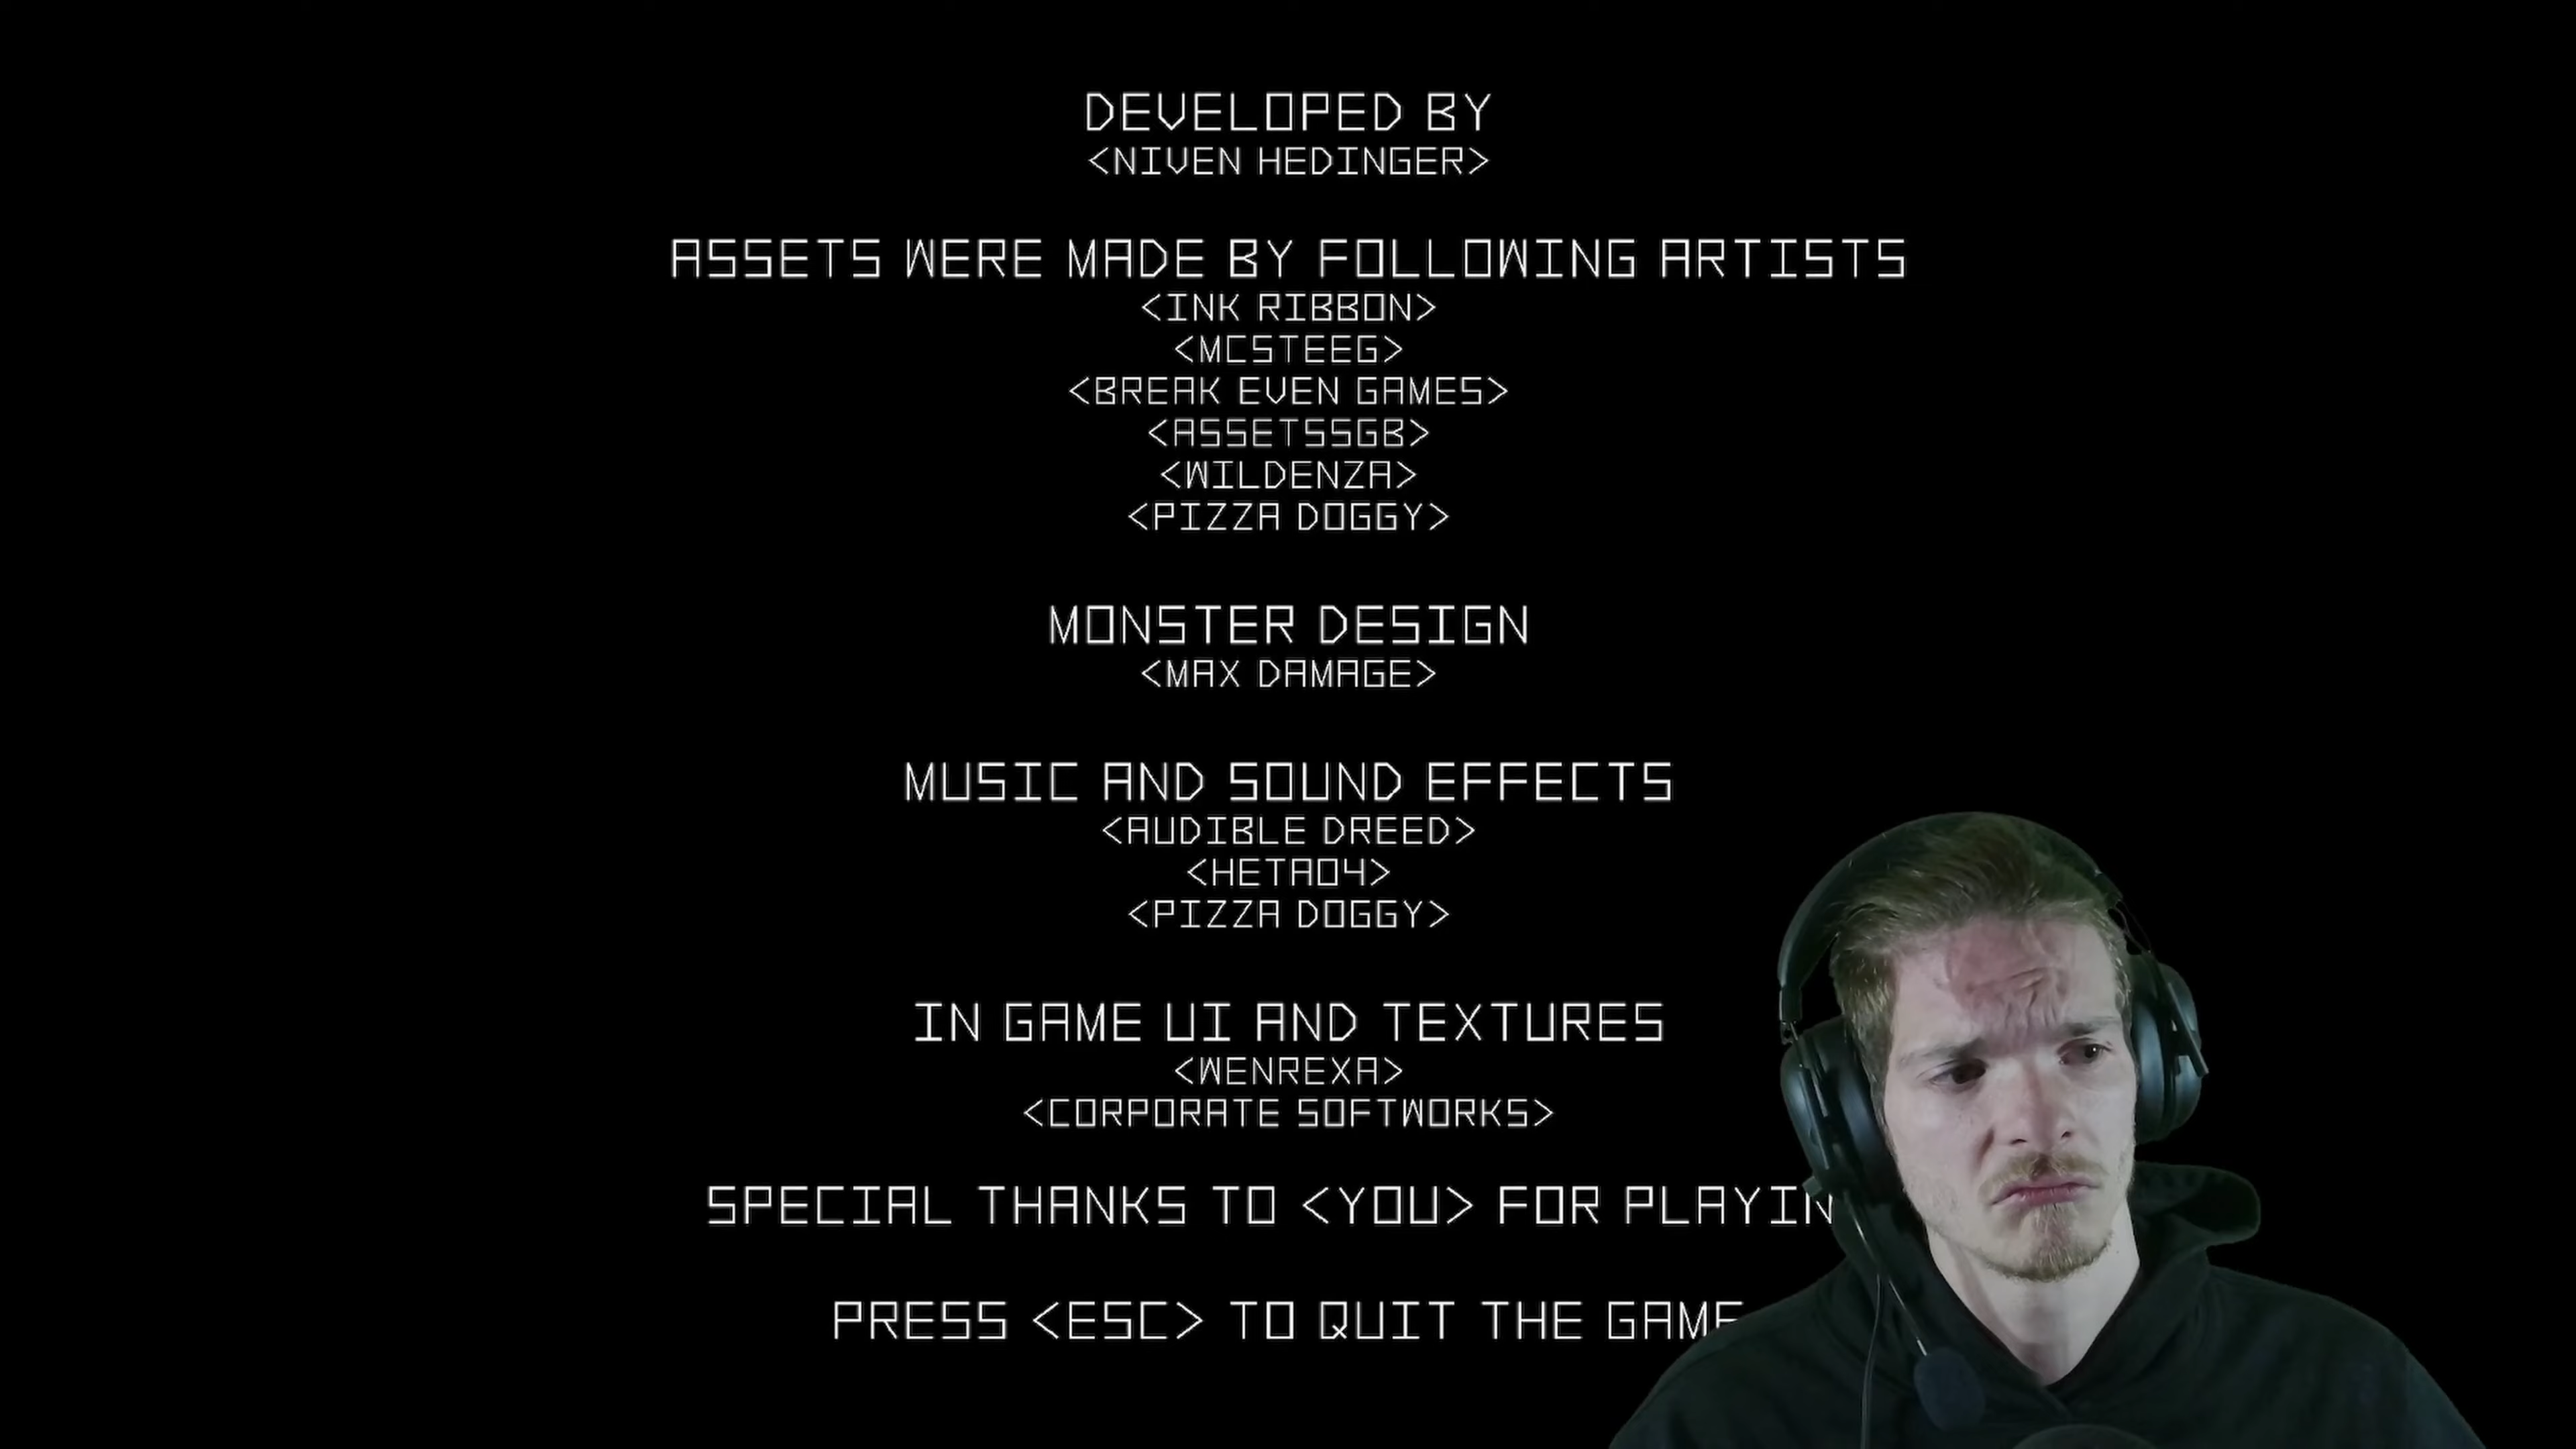 DEVELOPED BY
<NIVEN HEDINGER>
ASSETS WERE MADE BY FOLLOWING ARTISTS
<INK RIBBON>
<MCSTEEG>
<BREAK EVEN GAMES>
<ASSETSSGB>
<WILDENZA>
<PIZZA DOGGY>
MONSTER DESIGN
<MAX DAMAGE>
MUSIC AND SOUND EFFECTS
<AUDIBLE DREED>
<HETA04>
<PIZZA DOGGY>
IN GAME UI AND TEXTURES
<WENREXA>
<CORPORATE SOFTWORKS>
SPECIAL THANKS TO <YOU> FOR PLAYIN
PRESS <ESC> TO QUIT THE GAME